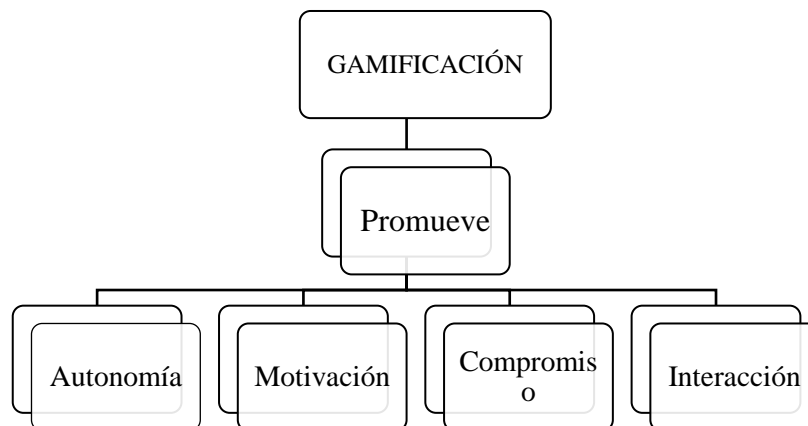 GAMIFICACIÓN
Promueve
Autonomía
Motivación
Compromis
o
Interacción